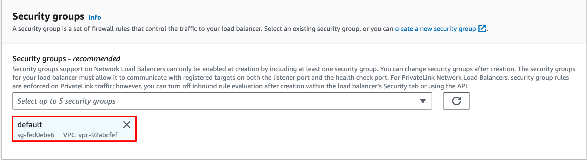 Security groups Info
A security group is a set of firewall rules that control the traffic to your load balancer. Select an existing security group, or you can create a new security group
Security groups - recommended
Security groups support on Network Load Balancers can only be enabled at creation by including at least one security group. You can change security groups after creation. The security groups
for your load balancer must allow it to communicate with registered targets on both the listener port and the health check port. For PrivateLink Network Load Balancers, security group rules
are enforced on PrivateLink traffic; however, you can turn off inbound rule evaluation after creation within the load balancer's Security tab or using the API.
Select up to 5 security groups
default
sg-fed0ebe6 VPC: vpc-92abcfef